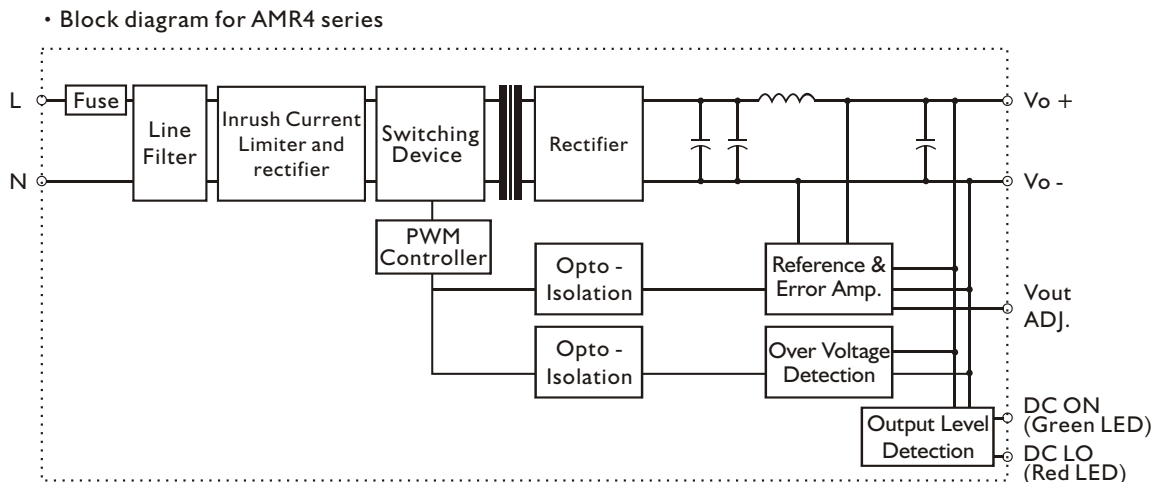 • Block diagram for AMR4 series
L
Fuse
Line
Filter
Inrush Current
Limiter and
rectifier
Switching
Device
Rectifier
Vo +
N
Vo -
PWM
Controller
Opto -
Isolation
Reference &
Error Amp.
Vout
ADJ.
Opto -
Isolation
Over Voltage
Detection
Output Level
Detection
DC ON
(Green LED)
DC LO
(Red LED)